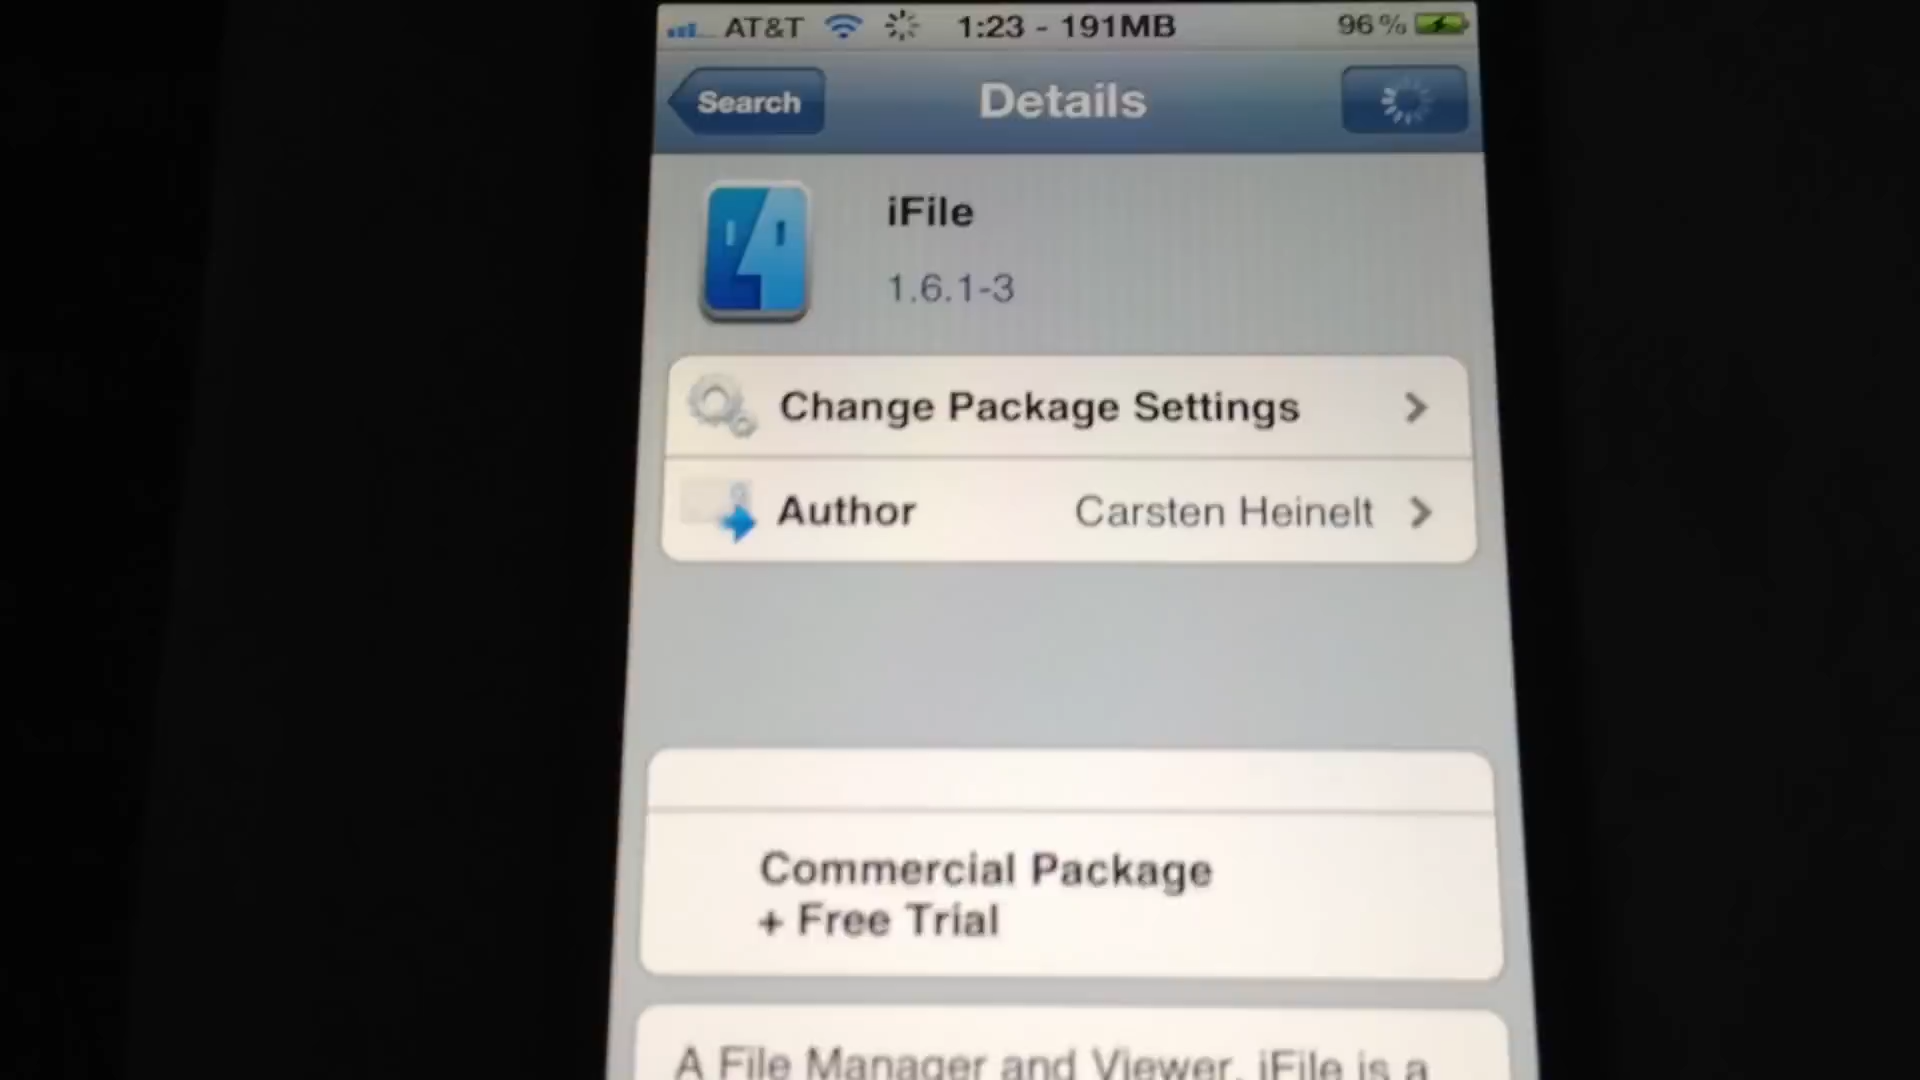 AT&T 1:23 - 191MB 96%
Search Details
iFile
1.6.1-3
Change Package Settings
Author Carsten Heinelt
Commercial Package
+ Free Trial
A File Manager and Viewer. iFile is a